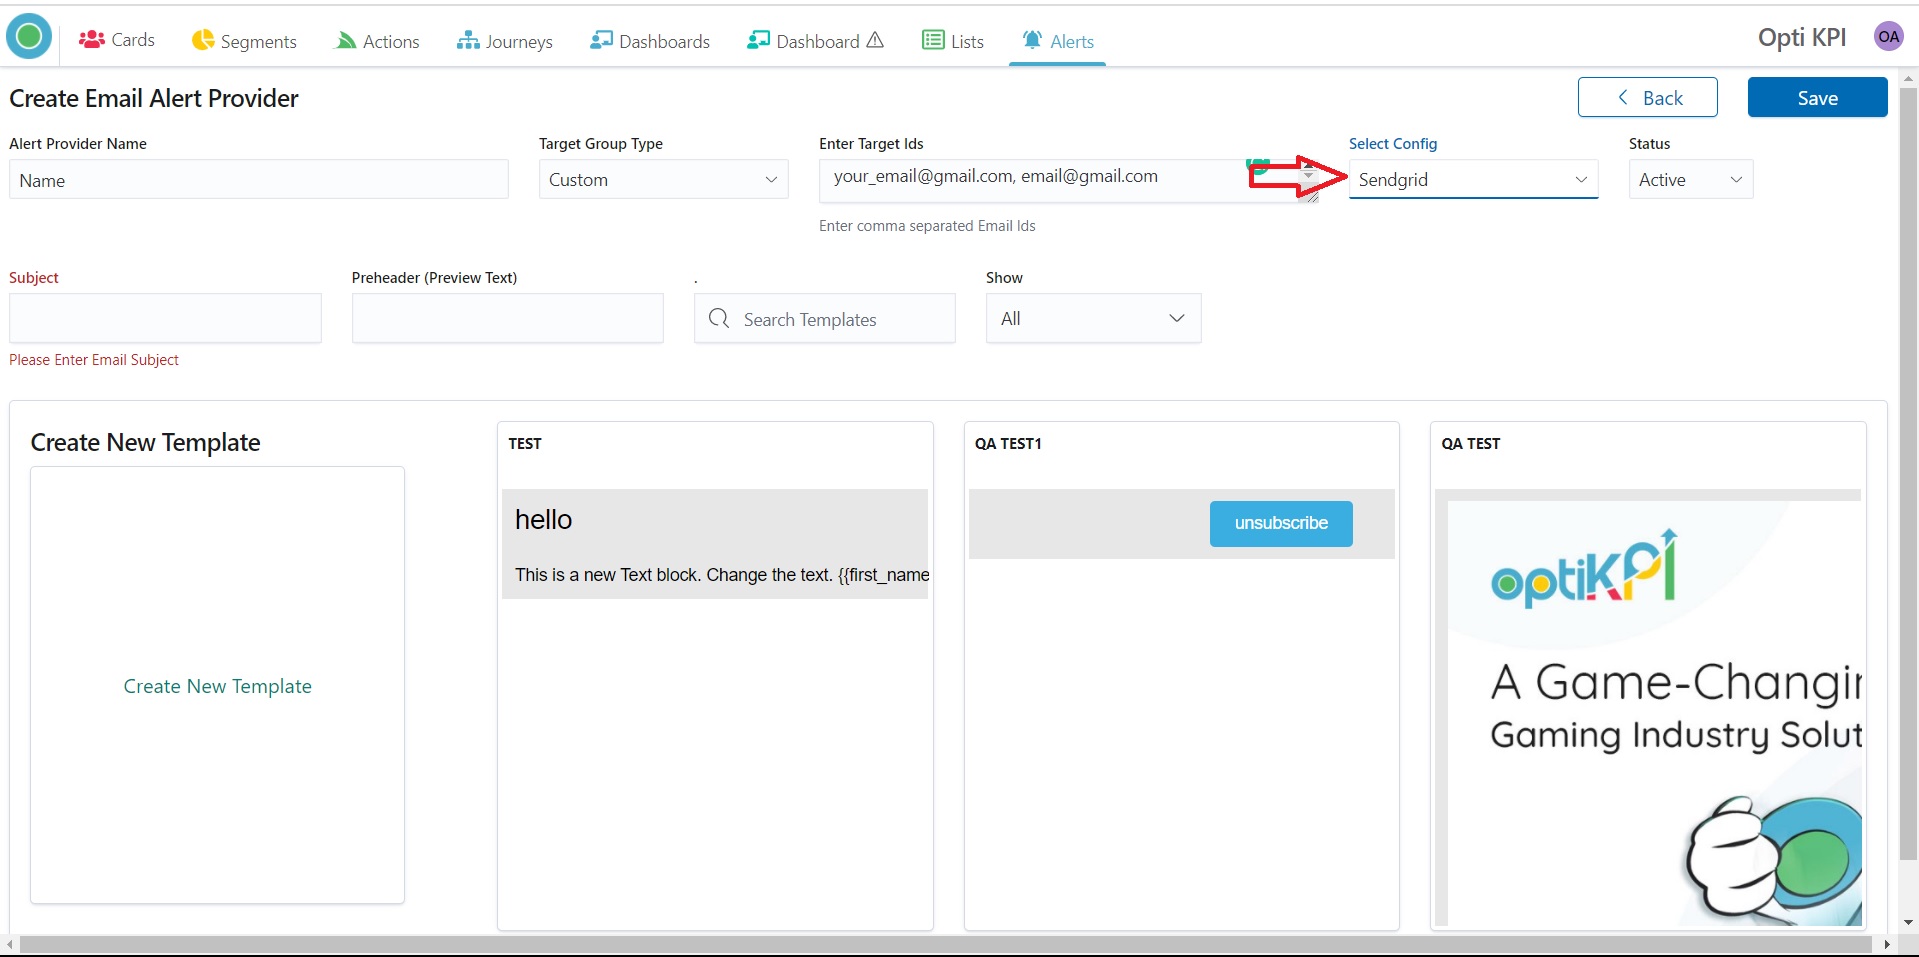 Cards Segments Actions Journeys Dashboards Dashboard Lists Alerts Opti KPI OA
Create Email Alert Provider Back Save
Alert Provider Name Target Group Type Enter Target Ids Select Config Status
Name Custom your_email@gmail.com, email@gmail.com Sendgrid Active
Enter comma separated Email Ids
Subject Preheader (Preview Text) . Show
Search Templates All
Please Enter Email Subject
Create New Template TEST QA TEST1 QA TEST
hello unsubscribe
This is a new Text block. Change the text. {{first_name
optiKPI
Create New Template A Game-Changin
Gaming Industry Solut